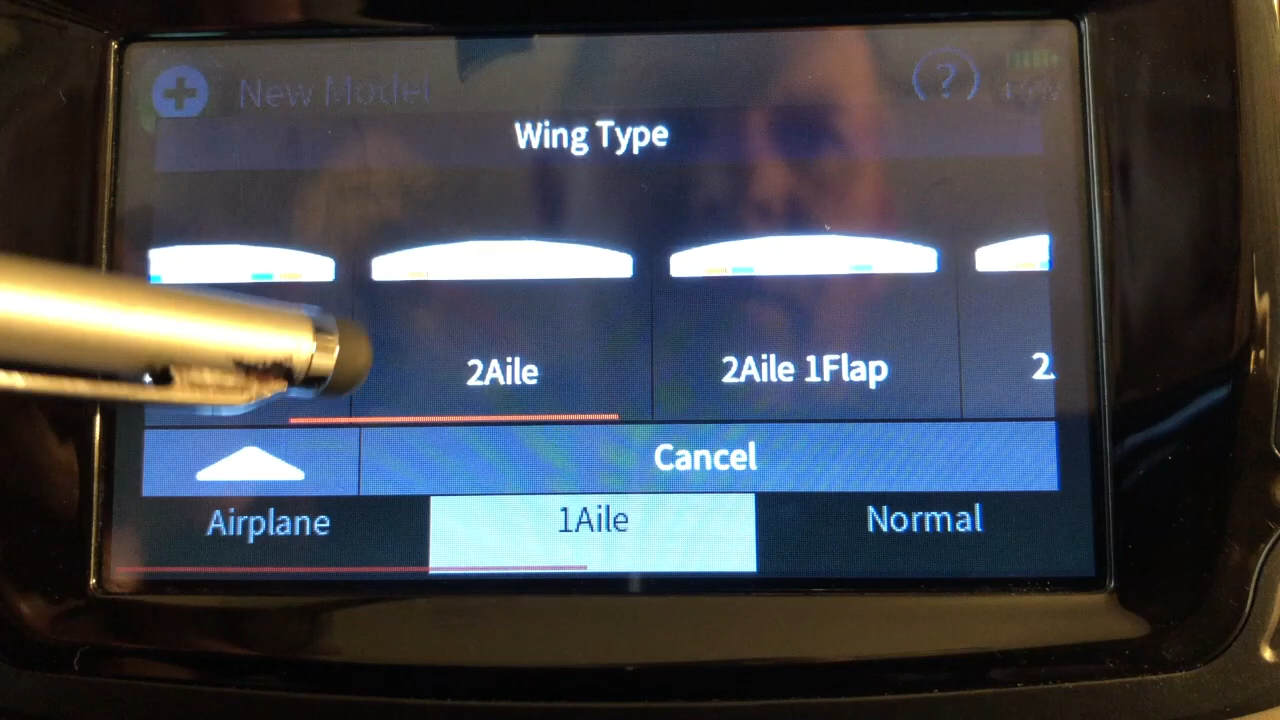 New Model ?
Wing Type
2Aile 2Aile 1Flap 2
Cancel
Airplane 1Aile Normal